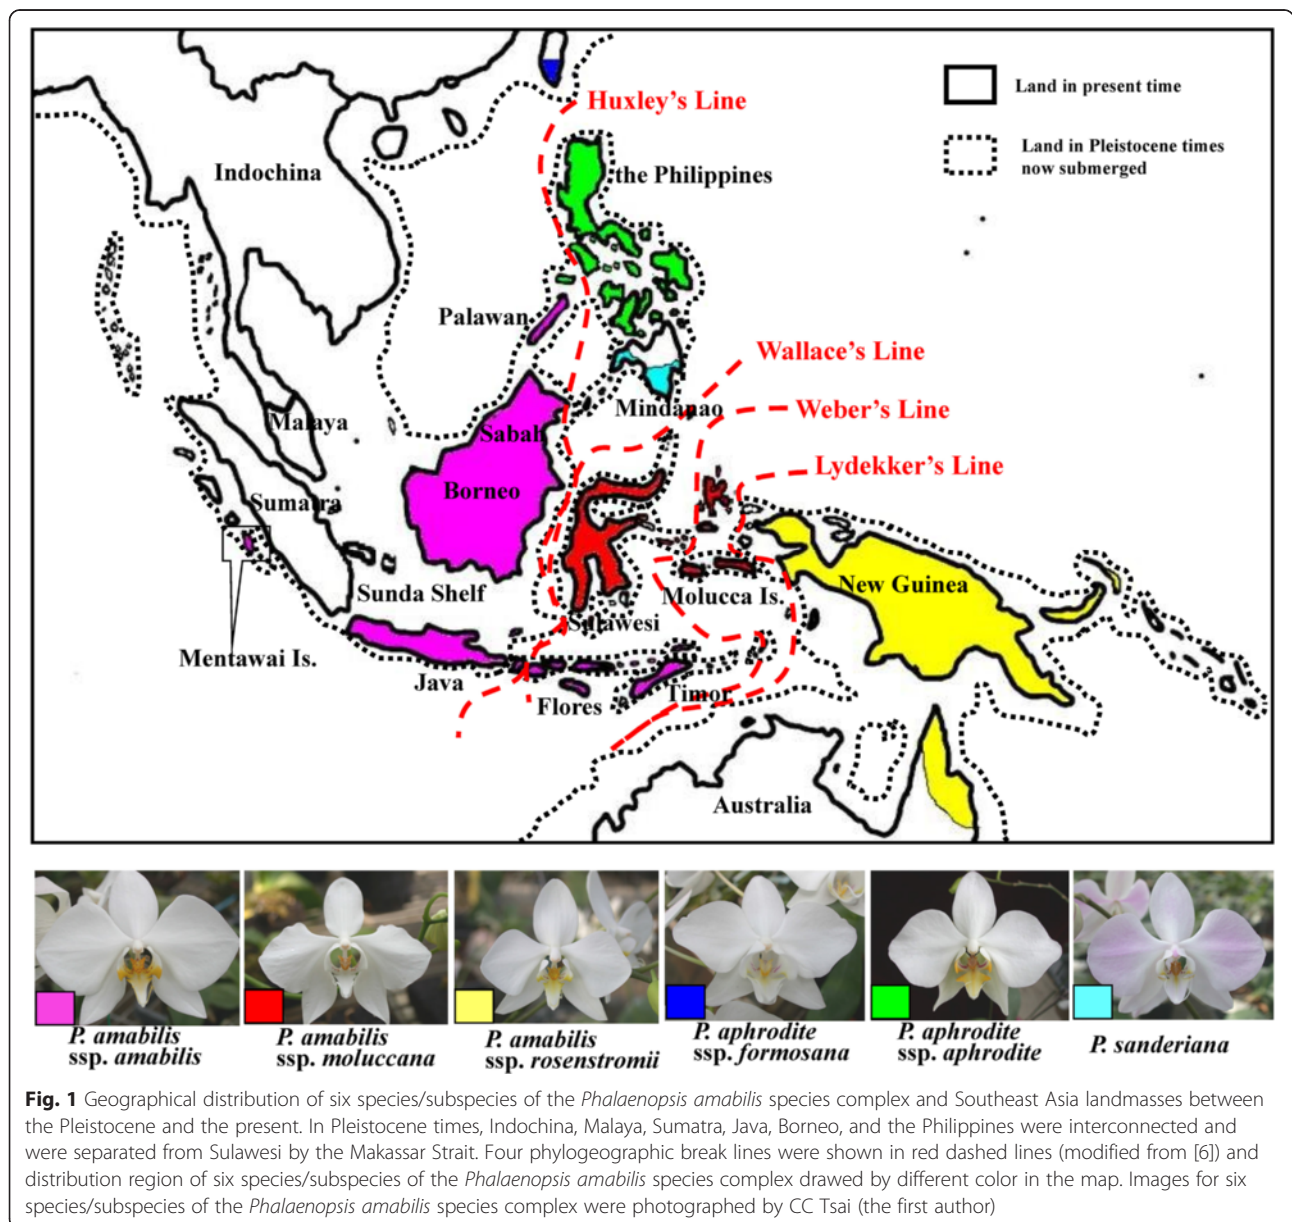 Huxley's Line
Land in present time
Land in Pleistocene times
now submerged
Indochina
the Philippines
Palawan
Wallace's Line
Mindanao
Weber's Line
Malaya
Sabah
Lydekker's Line
Borneo
Sumatra
New Guinea
Sunda Shelf
Molucca Is.
Sulawesi
Mentawai Is.
Java
Flores
Timor
Australia
P. amabilis
ssp. amabilis
P. amabilis
ssp. moluccana
P. amabilis
ssp. rosenstromii
P. aphrodite
ssp. formosana
P. aphrodite
ssp. aphrodite
P. sanderiana
Fig. 1 Geographical distribution of six species/subspecies of the Phalaenopsis amabilis species complex and Southeast Asia landmasses between
the Pleistocene and the present. In Pleistocene times, Indochina, Malaya, Sumatra, Java, Borneo, and the Philippines were interconnected and
were separated from Sulawesi by the Makassar Strait. Four phylogeographic break lines were shown in red dashed lines (modified from [6]) and
distribution region of six species/subspecies of the Phalaenopsis amabilis species complex drawed by different color in the map. Images for six
species/subspecies of the Phalaenopsis amabilis species complex were photographed by CC Tsai (the first author)